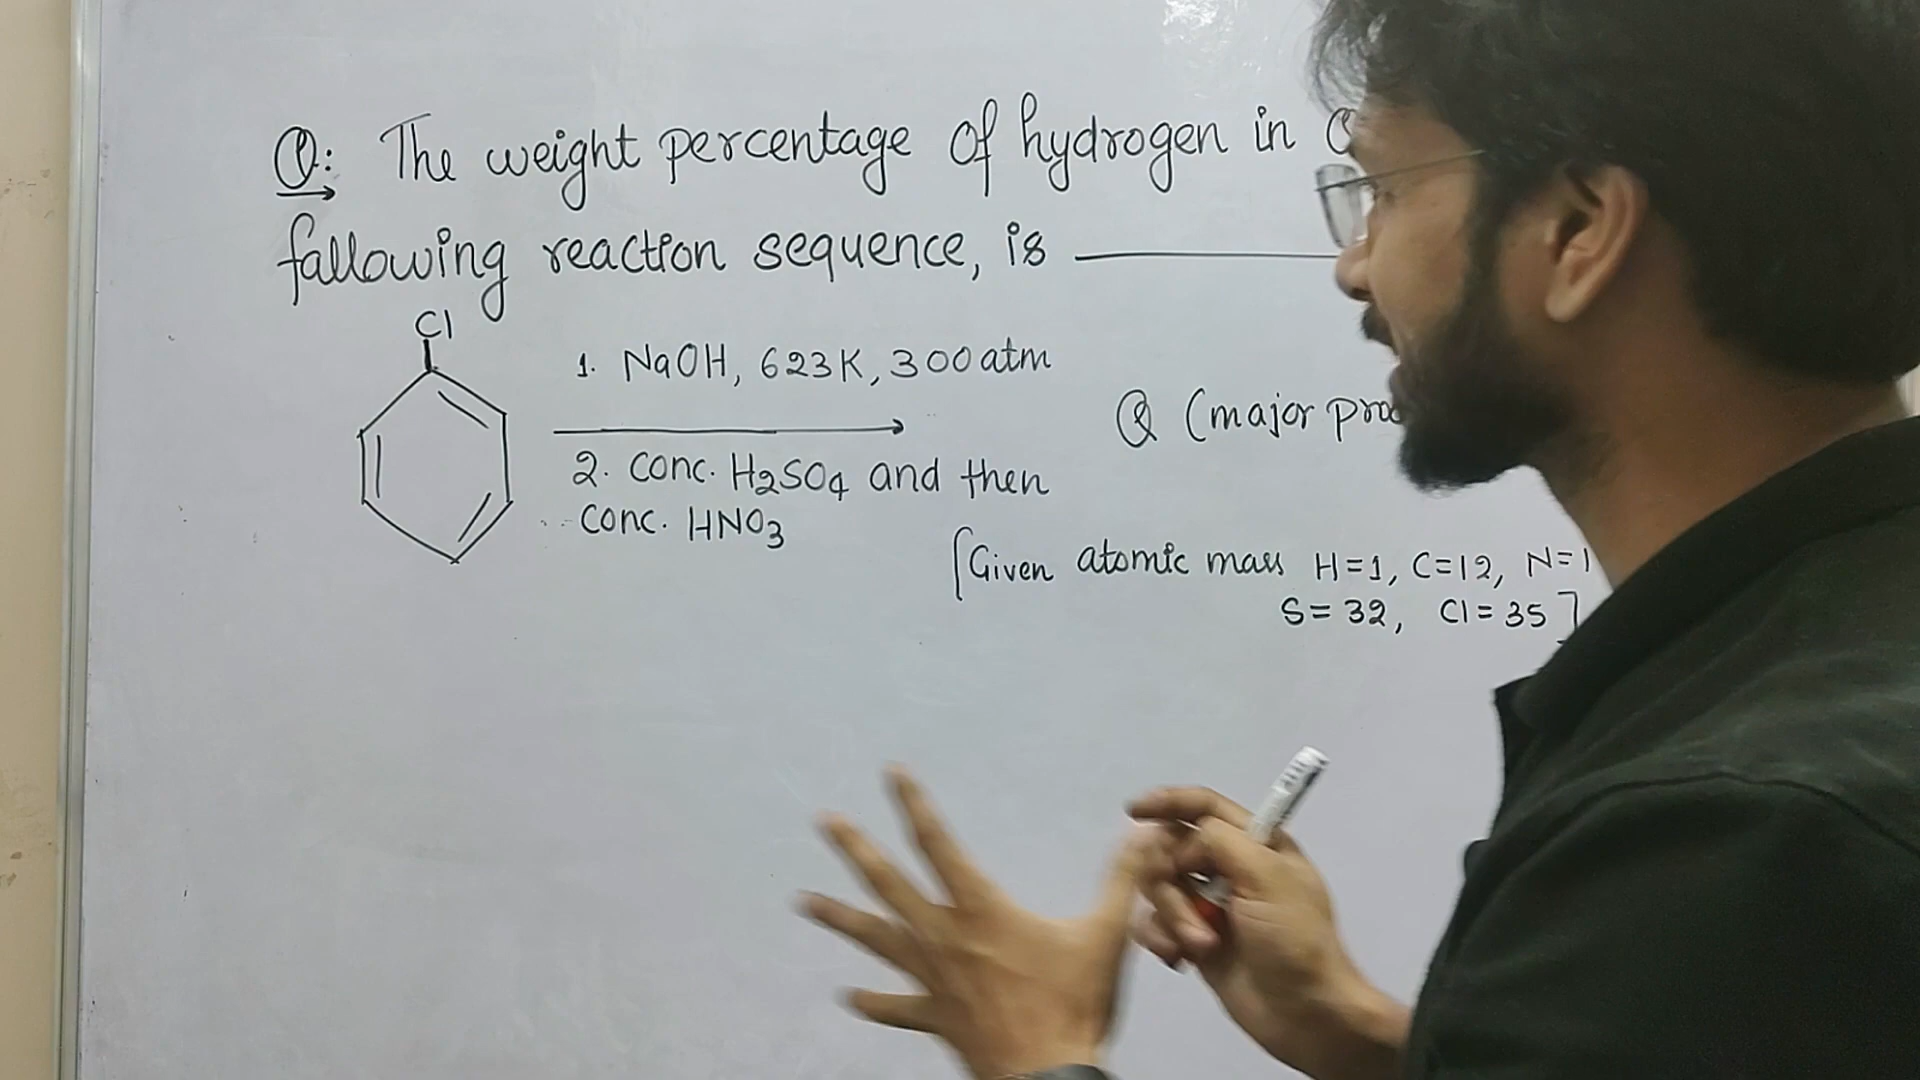 Q: The weight percentage of hydrogen in Q
fallowing reaction sequence, is
Cl
1. NaOH, 623K, 300 atm
Q (major
2. Conc. H2SO4 and then
Conc. HNO3
[Given atomic mass H=1, C=12,
S=32, Cl=35]